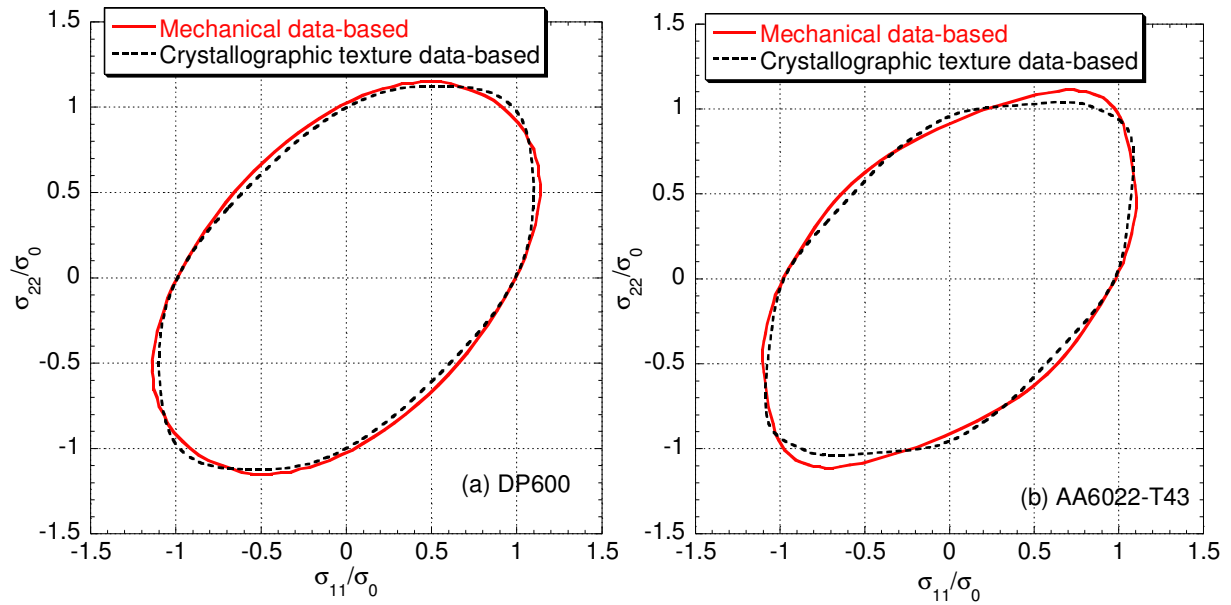 Mechanical data-based
Crystallographic texture data-based
1.5
1
0.5
0
-0.5
-1
-1.5
σ22/σ0
(a) DP600
-1.5
-1
-0.5
0
0.5
1
1.5
σ11/σ0
Mechanical data-based
Crystallographic texture data-based
1.5
1
0.5
0
-0.5
-1
-1.5
σ22/σ0
(b) AA6022-T43
-1.5
-1
-0.5
0
0.5
1
1.5
σ11/σ0